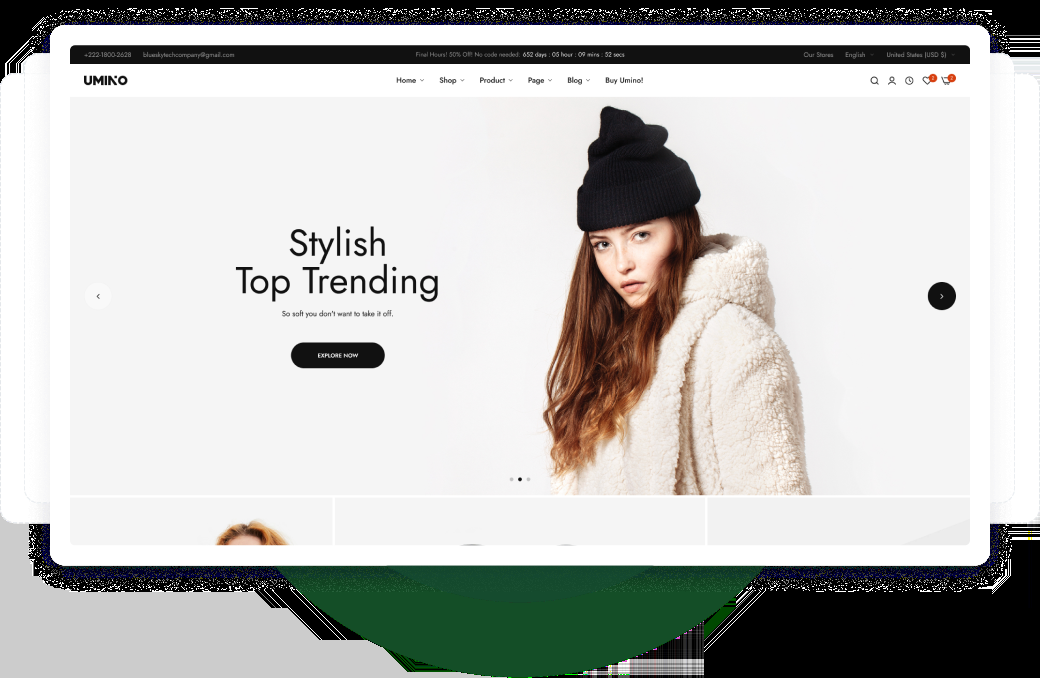 +222-1800-2628 blueskytechcompany@gmail.com Final Hours! 50% Off! No code needed: 652 days : 05 hour : 09 mins : 52 secs Our Stores English United States (USD $)
UMINO Home Shop Product Page Blog Buy Umino!
Stylish
Top Trending
So soft you don't want to take it off.
EXPLORE NOW